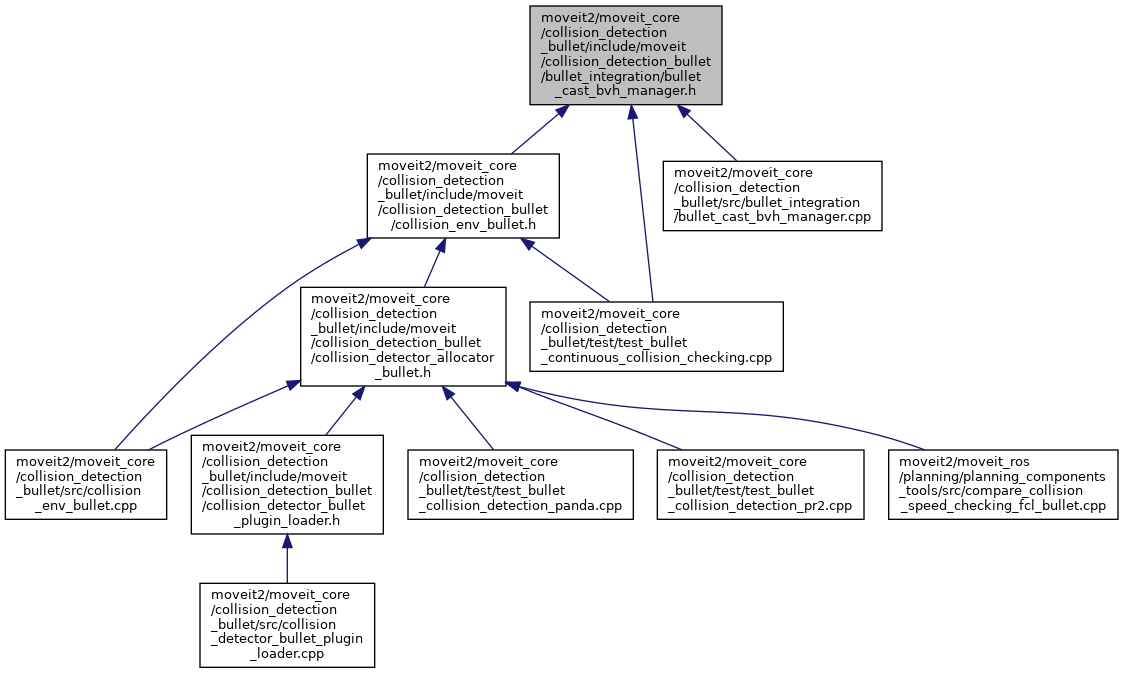 moveit2/moveit_core
/collision_detection
_bullet/include/moveit
/collision_detection_bullet
/bullet_integration/bullet
_cast_bvh_manager.h
moveit2/moveit_core
/collision_detection
_bullet/include/moveit
/collision_detection_bullet
/collision_env_bullet.h
moveit2/moveit_core
/collision_detection
_bullet/src/bullet_integration
/bullet_cast_bvh_manager.cpp
moveit2/moveit_core
/collision_detection
_bullet/include/moveit
/collision_detection_bullet
/collision_detector_allocator
_bullet.h
moveit2/moveit_core
/collision_detection
_bullet/test/test_bullet
_continuous_collision_checking.cpp
moveit2/moveit_core
/collision_detection
_bullet/src/collision
_env_bullet.cpp
moveit2/moveit_core
/collision_detection
_bullet/include/moveit
/collision_detection_bullet
/collision_detector_bullet
_plugin_loader.h
moveit2/moveit_core
/collision_detection
_bullet/test/test_bullet
_collision_detection_panda.cpp
moveit2/moveit_core
/collision_detection
_bullet/test/test_bullet
_collision_detection_pr2.cpp
moveit2/moveit_ros
/planning/planning_components
_tools/src/compare_collision
_speed_checking_fcl_bullet.cpp
moveit2/moveit_core
/collision_detection
_bullet/src/collision
_detector_bullet_plugin
_loader.cpp